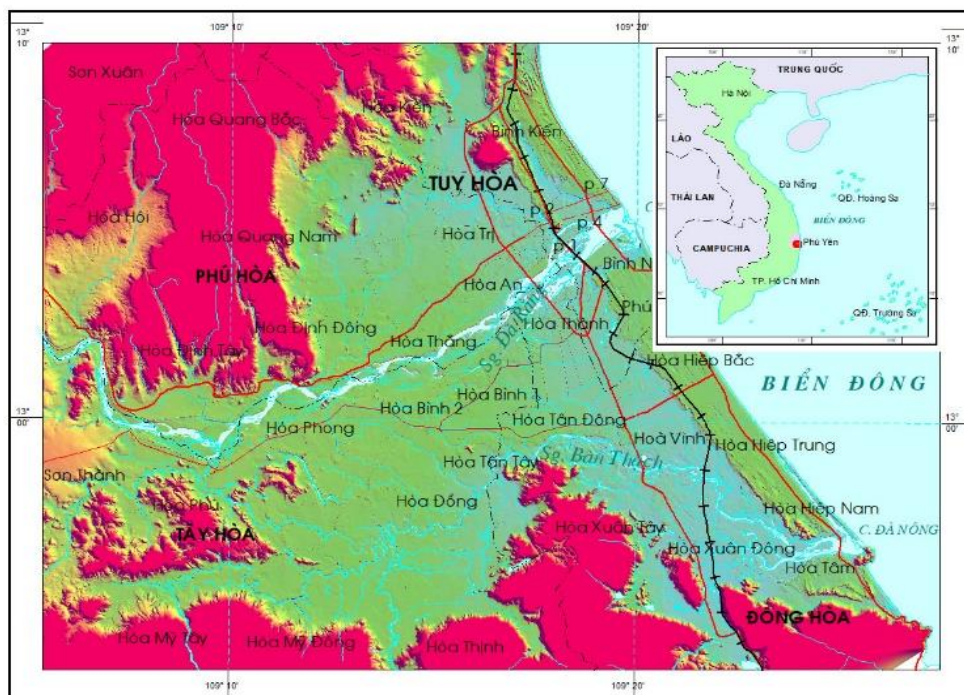 109° 10'
109° 20'
13°
10'
13°
10'
Sơn Xuân
Hòa Kiến
Hòa Quang Bắc
Bình Kiến
TUY HÒA
p 7
Hòa Hội
p 2
p 4
Hòa Quang Nam
Hòa Trị
p 1
PHÚ HÒA
Bình N
Hòa An
Sg. Đà Rằng
Phú
Hòa Định Đông
Hòa Thành
Hòa Thắng
Hòa Định Tây
Hòa Hiệp Bắc
BIỂN ĐÔNG
Hòa Bình 1
Hòa Bình 2
13°
00'
13°
00'
Hòa Phong
Hòa Tân Đông
Hoà Vinh
Hòa Hiệp Trung
Sg. Bàn Thạch
Sơn Thành
Hòa Tân Tây
Hòa Phú
Hòa Đồng
Hòa Hiệp Nam
TÂY HÒA
Hòa Xuân Tây
C. ĐÀ NÔNG
Hòa Xuân Đông
Hòa Tâm
ĐÔNG HÒA
Hòa Mỹ Tây
Hòa Mỹ Đông
Hòa Thịnh
109° 10'
109° 20'
TRUNG QUỐC
Hà Nội
LÀO
THÁI LAN
Đà Nẵng
QĐ. Hoàng Sa
BIỂN ĐÔNG
CAMPUCHIA
Phú Yên
TP. Hồ Chí Minh
QĐ. Trường Sa